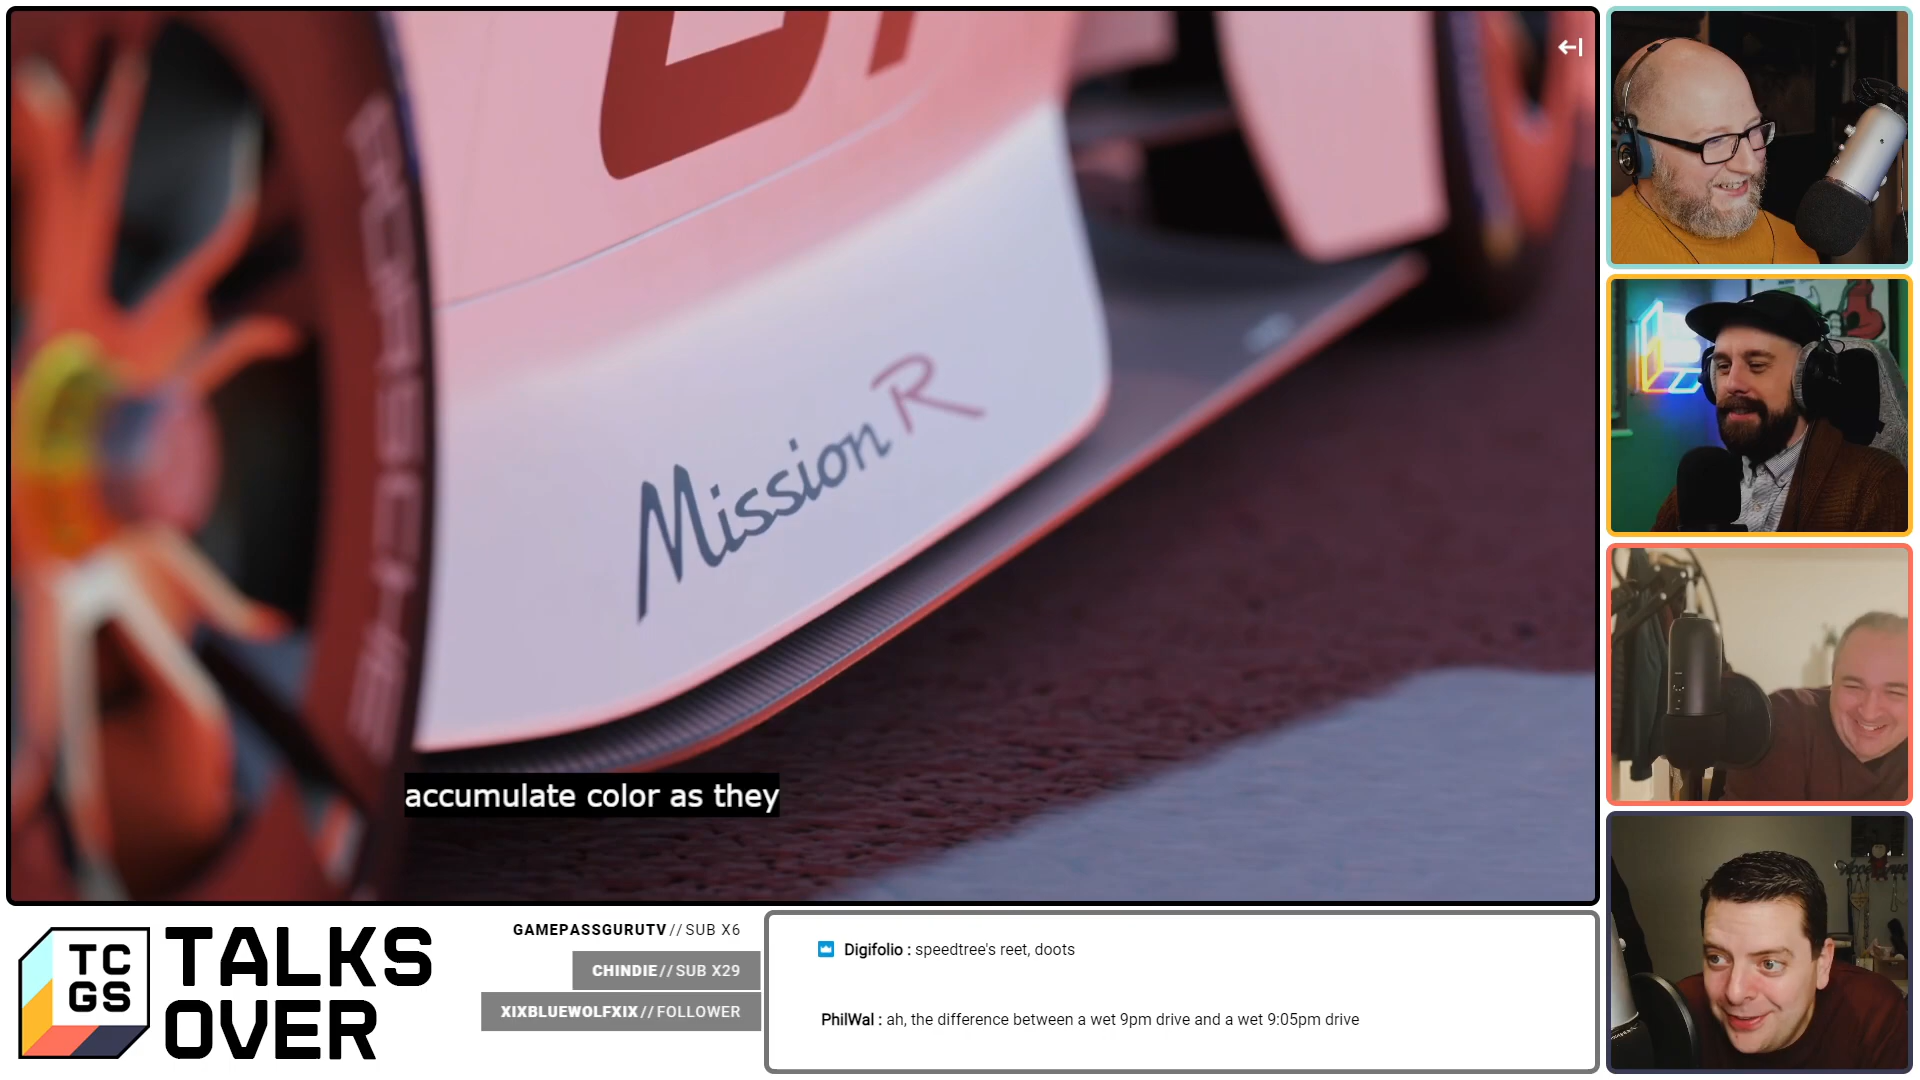 PORSCHE
Mission R
accumulate color as they
TC
GS
TALKS
OVER
GAMEPASSGURUTV // SUB X6
CHINDIE // SUB X29
XIXBLUEWOLFXIX // FOLLOWER
Digifolio : speedtree's reet, doots
PhilWal : ah, the difference between a wet 9pm drive and a wet 9:05pm drive